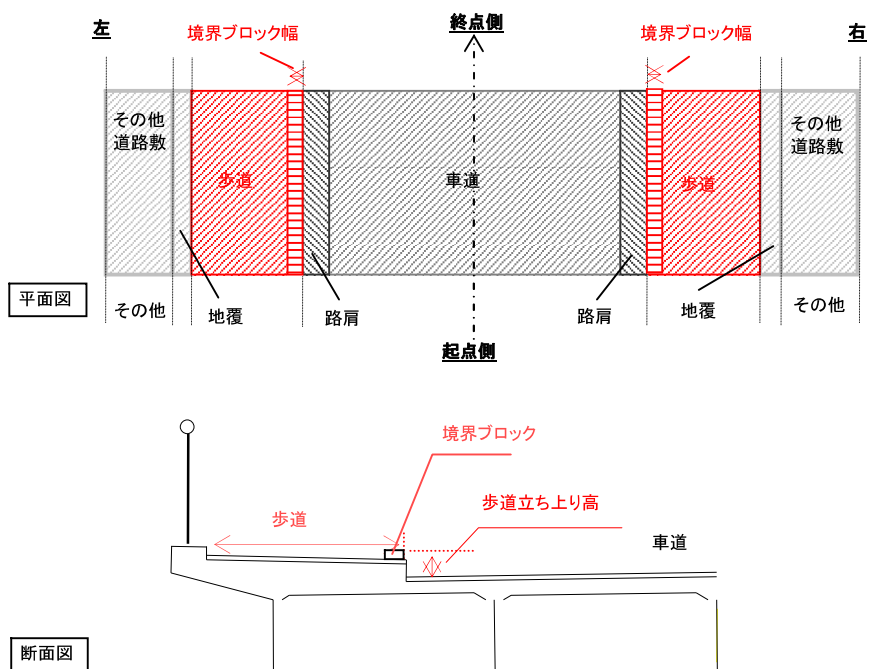 左
境界ブロック幅
終点側
境界ブロック幅
右
その他
道路敷
歩道
車道
歩道
その他
道路敷
平面図
その他
地覆
路肩
路肩
地覆
その他
起点側
境界ブロック
歩道立ち上り高
歩道
車道
断面図